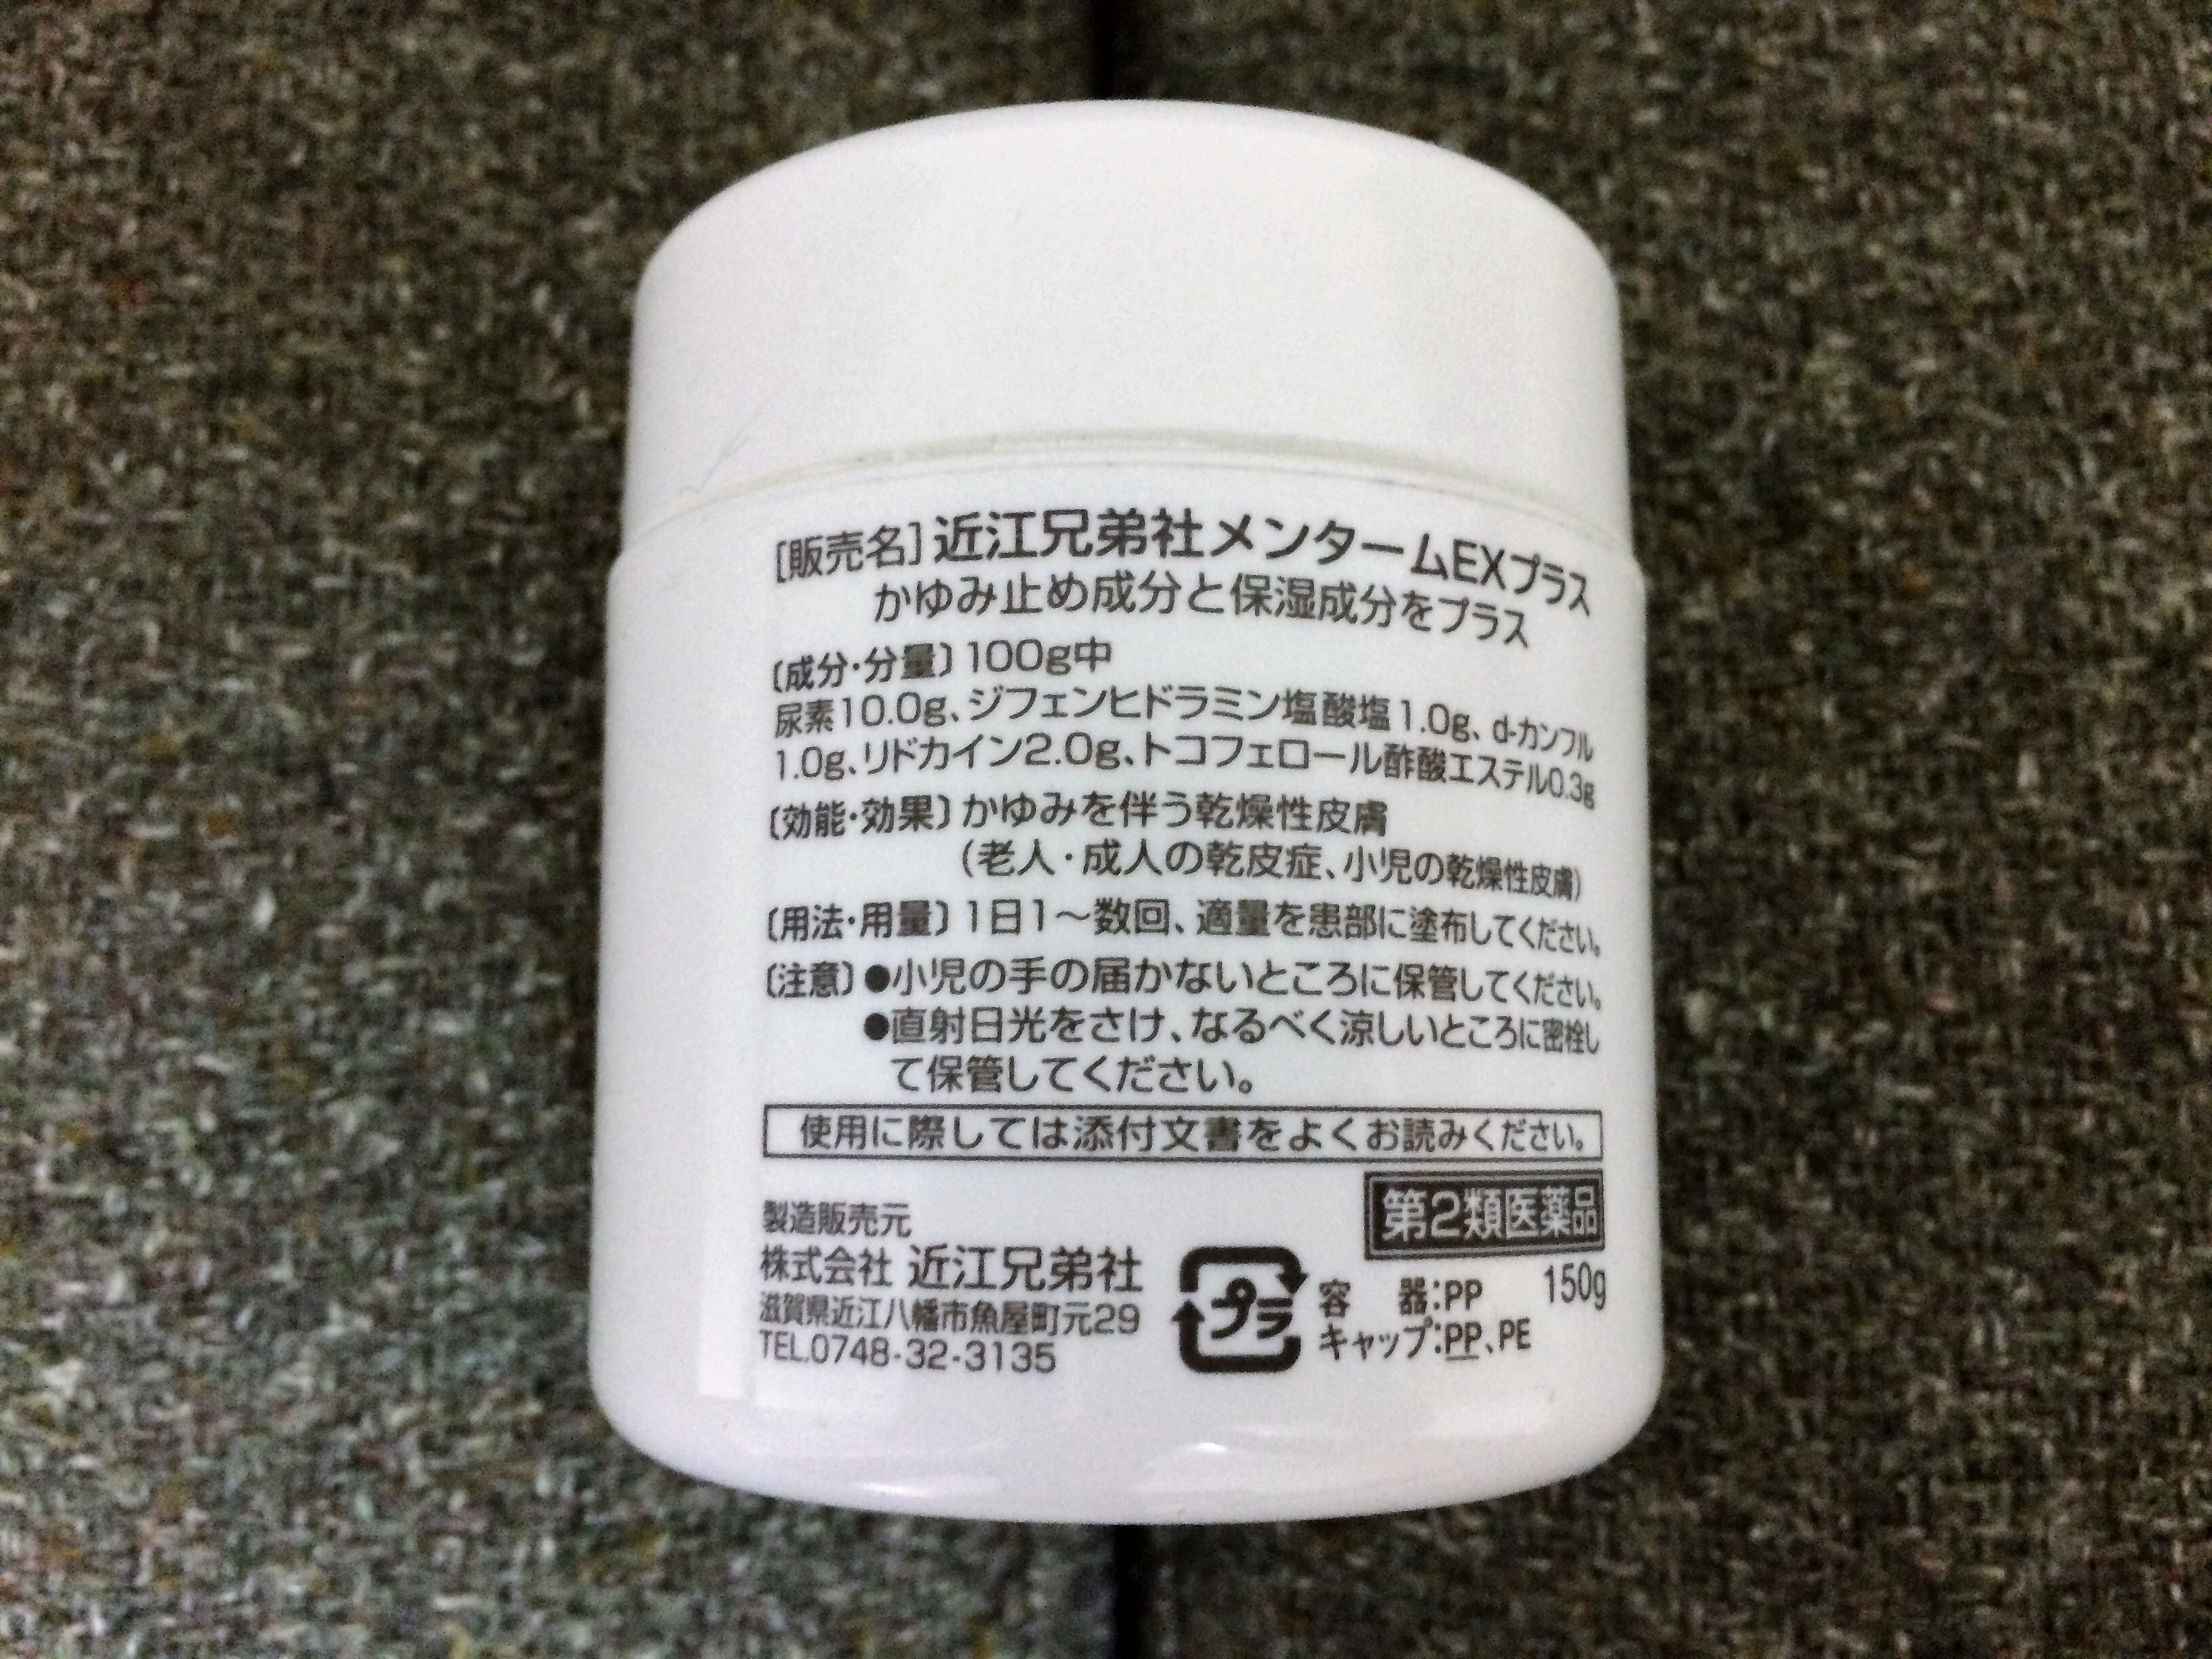 [販売名]近江兄弟社メンタームEXプラス
かゆみ止め成分と保湿成分をプラス
〔成分・分量〕100g中
尿素10.0g、ジフェンヒドラミン塩酸塩1.0g、d-カンフル
1.0g、リドカイン2.0g、トコフェロール酢酸エステル0.3g
〔効能・効果〕かゆみを伴う乾燥性皮膚
(老人・成人の乾皮症、小児の乾燥性皮膚)
〔用法・用量〕1日1〜数回、適量を患部に塗布してください。
〔注意〕●小児の手の届かないところに保管してください。
●直射日光をさけ、なるべく涼しいところに密栓し
て保管してください。
使用に際しては添付文書をよくお読みください。
第2類医薬品
製造販売元
株式会社 近江兄弟社
滋賀県近江八幡市魚屋町元29
TEL.0748-32-3135
プラ
容 器:PP
キャップ:PP、PE
150g